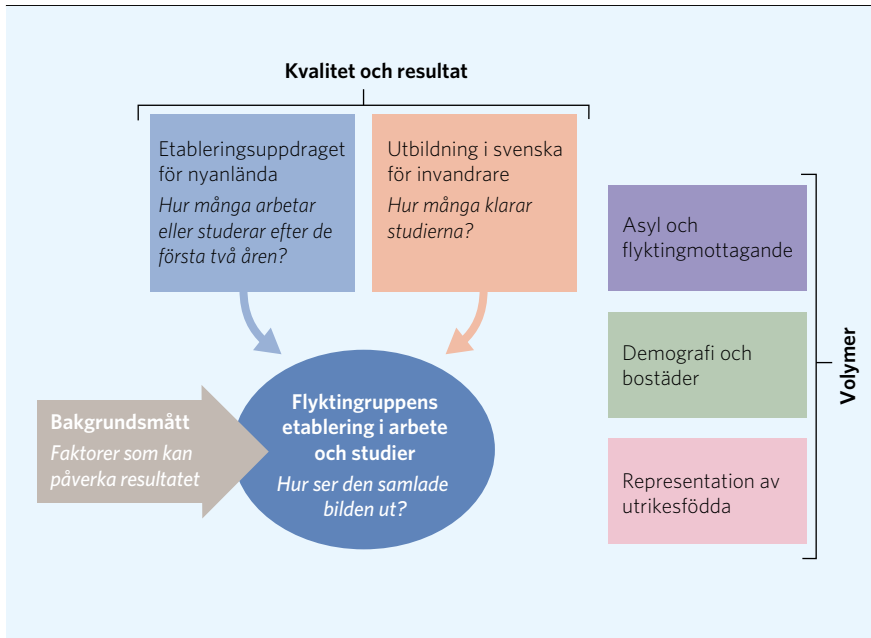 Kvalitet och resultat
Etableringsuppdraget
för nyanlända
Hur många arbetar
eller studerar efter de
första två åren?
Utbildning i svenska
för invandrare
Hur många klarar
studierna?
Asyl och
flyktingmottagande
Demografi och
bostäder
Representation av
utrikesfödda
Volymer
Bakgrundsmått
Faktorer som kan
påverka resultatet
Flyktingruppens
etablering i arbete
och studier
Hur ser den samlade
bilden ut?